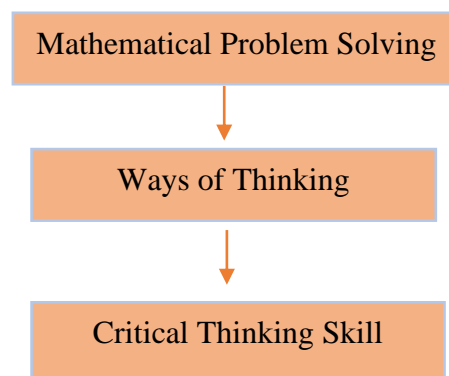 Mathematical Problem Solving
Ways of Thinking
Critical Thinking Skill